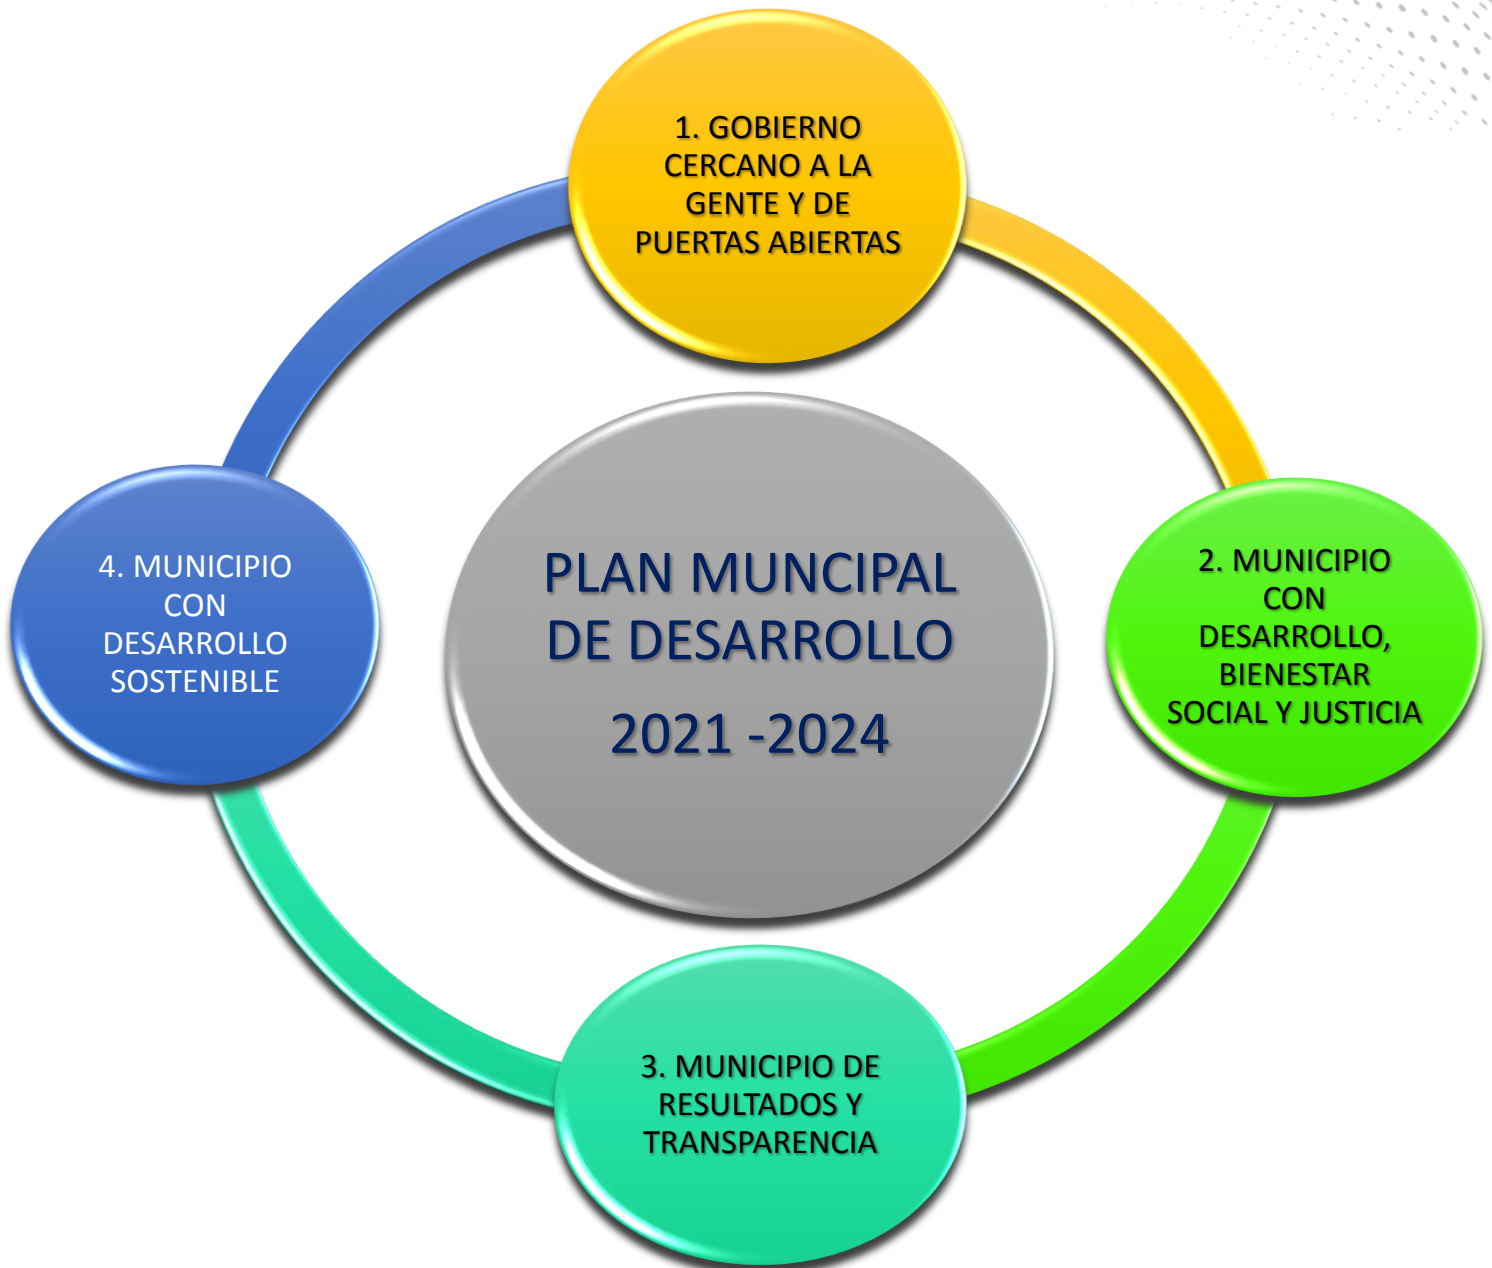 1. GOBIERNO
CERCANO A LA
GENTE Y DE
PUERTAS ABIERTAS
2. MUNICIPIO
CON
DESARROLLO,
BIENESTAR
SOCIAL Y JUSTICIA
3. MUNICIPIO DE
RESULTADOS Y
TRANSPARENCIA
4. MUNICIPIO
CON
DESARROLLO
SOSTENIBLE
PLAN MUNCIPAL
DE DESARROLLO
2021 -2024